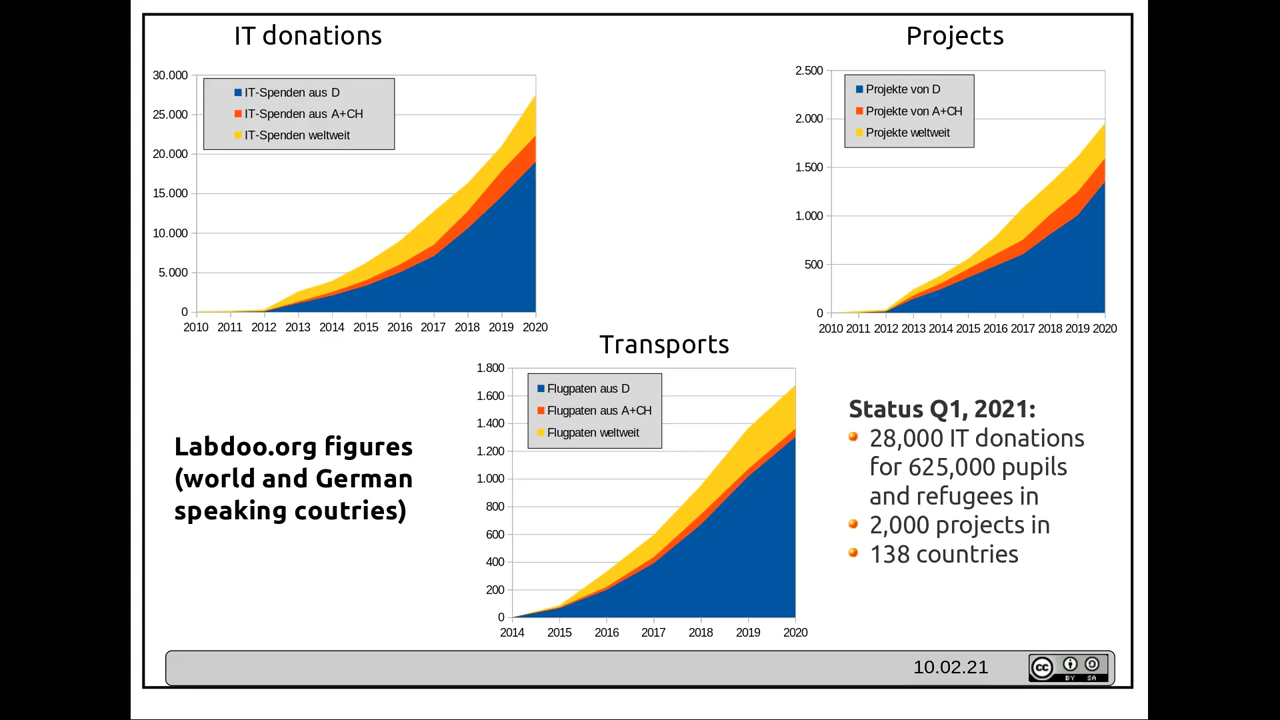 IT donations
30.000
25.000
20.000
15.000
10.000
5.000
0
IT-Spenden aus D
IT-Spenden aus A+CH
IT-Spenden weltweit
2010 2011 2012 2013 2014 2015 2016 2017 2018 2019 2020
Projects
2.500
2.000
1.500
1.000
500
0
Projekte von D
Projekte von A+CH
Projekte weltweit
2010 2011 2012 2013 2014 2015 2016 2017 2018 2019 2020
Transports
1.800
1.600
1.400
1.200
1.000
800
600
400
200
0
Flugpaten aus D
Flugpaten aus A+CH
Flugpaten weltweit
2014 2015 2016 2017 2018 2019 2020
Labdoo.org figures
(world and German
speaking coutries)
Status Q1, 2021:
28,000 IT donations
for 625,000 pupils
and refugees in
2,000 projects in
138 countries
10.02.21
cc
BY SA